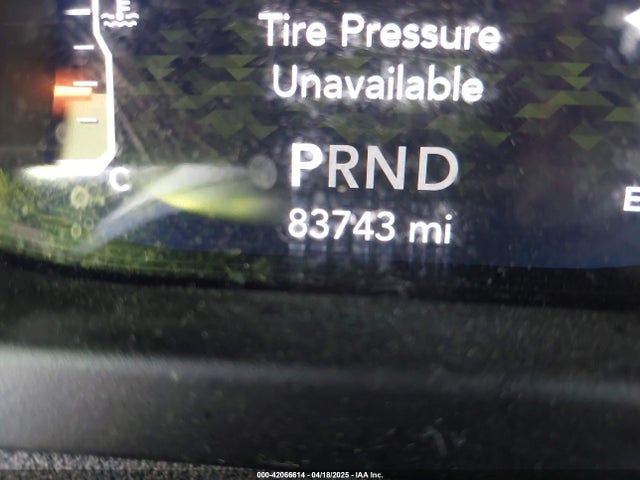 Tire Pressure
Unavailable
PRND
83743 mi
C
E
000-42066614 - 04/18/2025 - IAA Inc.